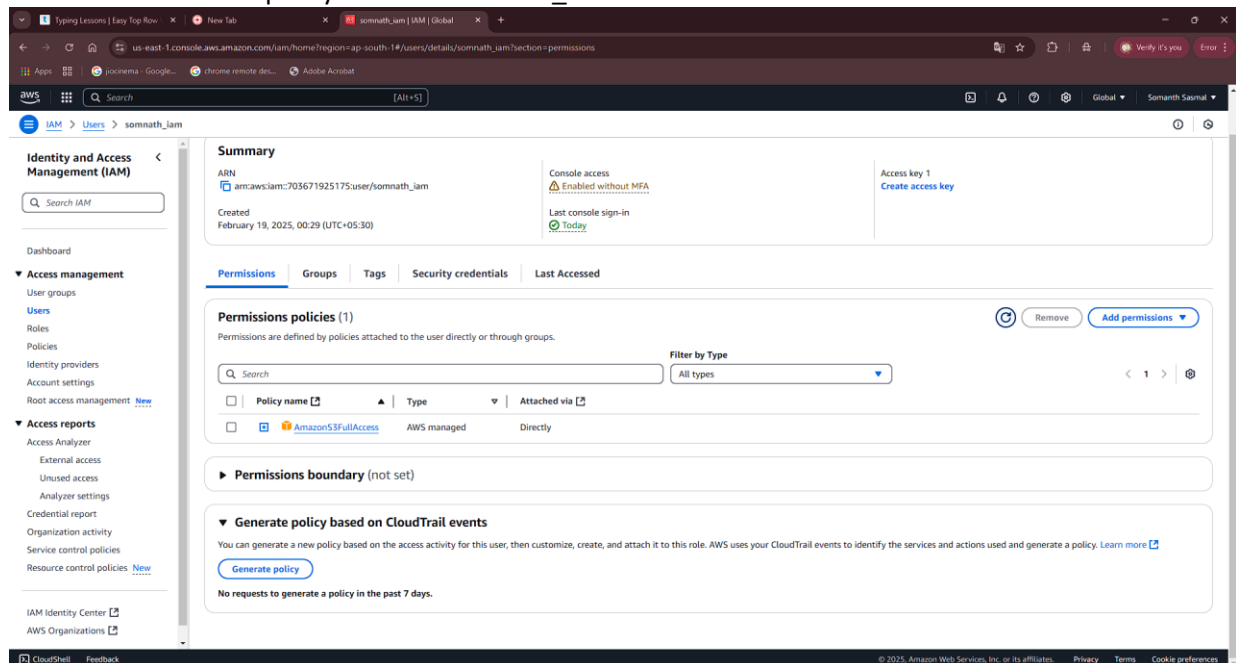 Typing Lessons | Easy Top Row
New Tab
somnath_iam | IAM | Global
us-east-1.console.aws.amazon.com/iam/home?region=ap-south-1#/users/details/somnath_iam?section=permissions
Verify it's you
Error
Apps
jiocinema - Google...
chrome remote des...
Adobe Acrobat
aws
Search
[Alt+S]
Global
Somanth Sasmal
IAM > Users > somnath_iam
Identity and Access Management (IAM)
Search IAM
Dashboard
Access management
User groups
Users
Roles
Policies
Identity providers
Account settings
Root access management New
Access reports
Access Analyzer
External access
Unused access
Analyzer settings
Credential report
Organization activity
Service control policies
Resource control policies New
IAM Identity Center
AWS Organizations
Summary
ARN
arn:aws:iam::703671925175:user/somnath_iam
Console access
Enabled without MFA
Access key 1
Create access key
Created
February 19, 2025, 00:29 (UTC+05:30)
Last console sign-in
Today
Permissions
Groups
Tags
Security credentials
Last Accessed
Permissions policies (1)
Remove
Add permissions
Permissions are defined by policies attached to the user directly or through groups.
Filter by Type
Search
All types
1
Policy name
Type
Attached via
AmazonS3FullAccess
AWS managed
Directly
Permissions boundary (not set)
Generate policy based on CloudTrail events
You can generate a new policy based on the access activity for this user, then customize, create, and attach it to this role. AWS uses your CloudTrail events to identify the services and actions used and generate a policy. Learn more
Generate policy
No requests to generate a policy in the past 7 days.
CloudShell
Feedback
© 2025, Amazon Web Services, Inc. or its affiliates.
Privacy
Terms
Cookie preferences